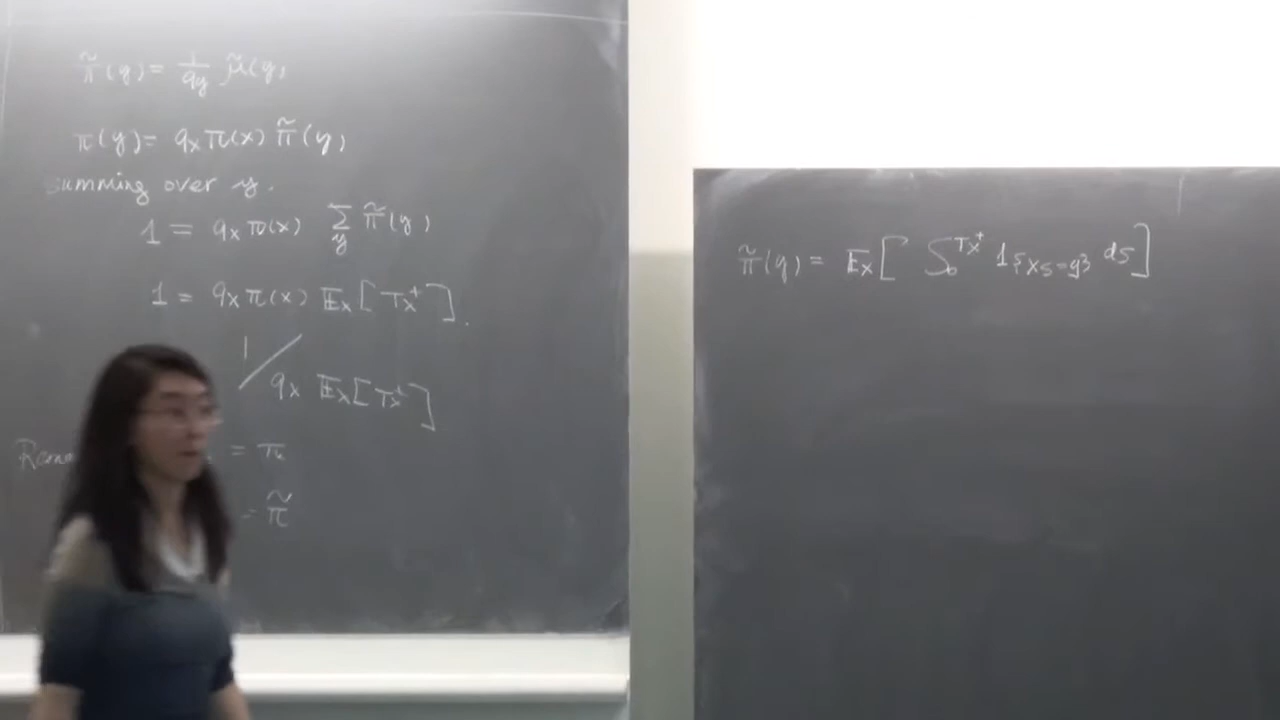 π̃(y) = 1/q_y μ̃(y)
π(y) = q_x π(x) π̃(y)
summing over y.
1 = q_x π(x) Σ_y π̃(y)
1 = q_x π(x) 𝔼_x[T_x^+].
1/q_x 𝔼_x[T_x^+]
= π
= π̃
π̃(y) = 𝔼_x[∫_0^{T_x^+} 1_{X_s=y} ds]